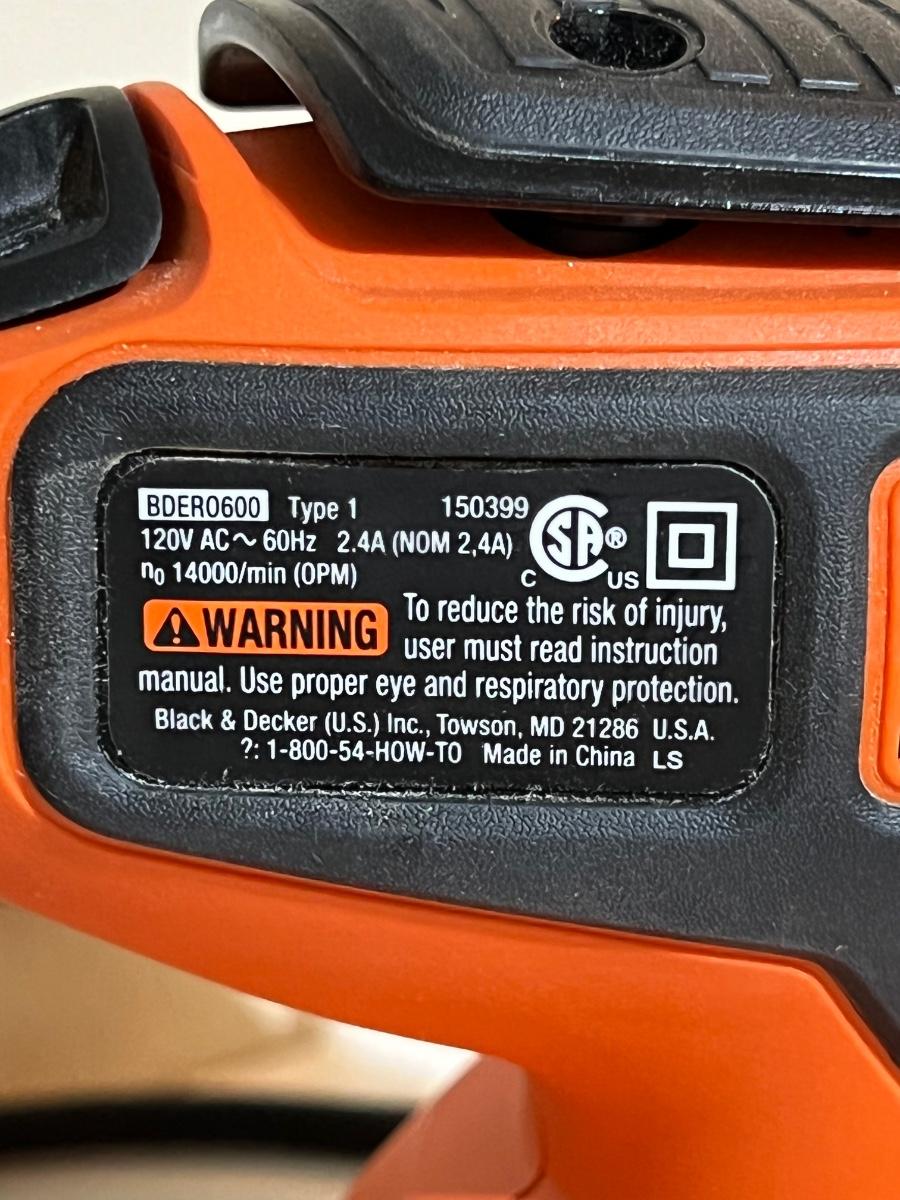 BDERO600 Type 1 150399
120V AC ~ 60Hz 2.4A (NOM 2,4A)
n₀ 14000/min (OPM)
C SA® US
WARNING To reduce the risk of injury,
user must read instruction
manual. Use proper eye and respiratory protection.
Black & Decker (U.S.) Inc., Towson, MD 21286 U.S.A.
?: 1-800-54-HOW-TO Made in China LS